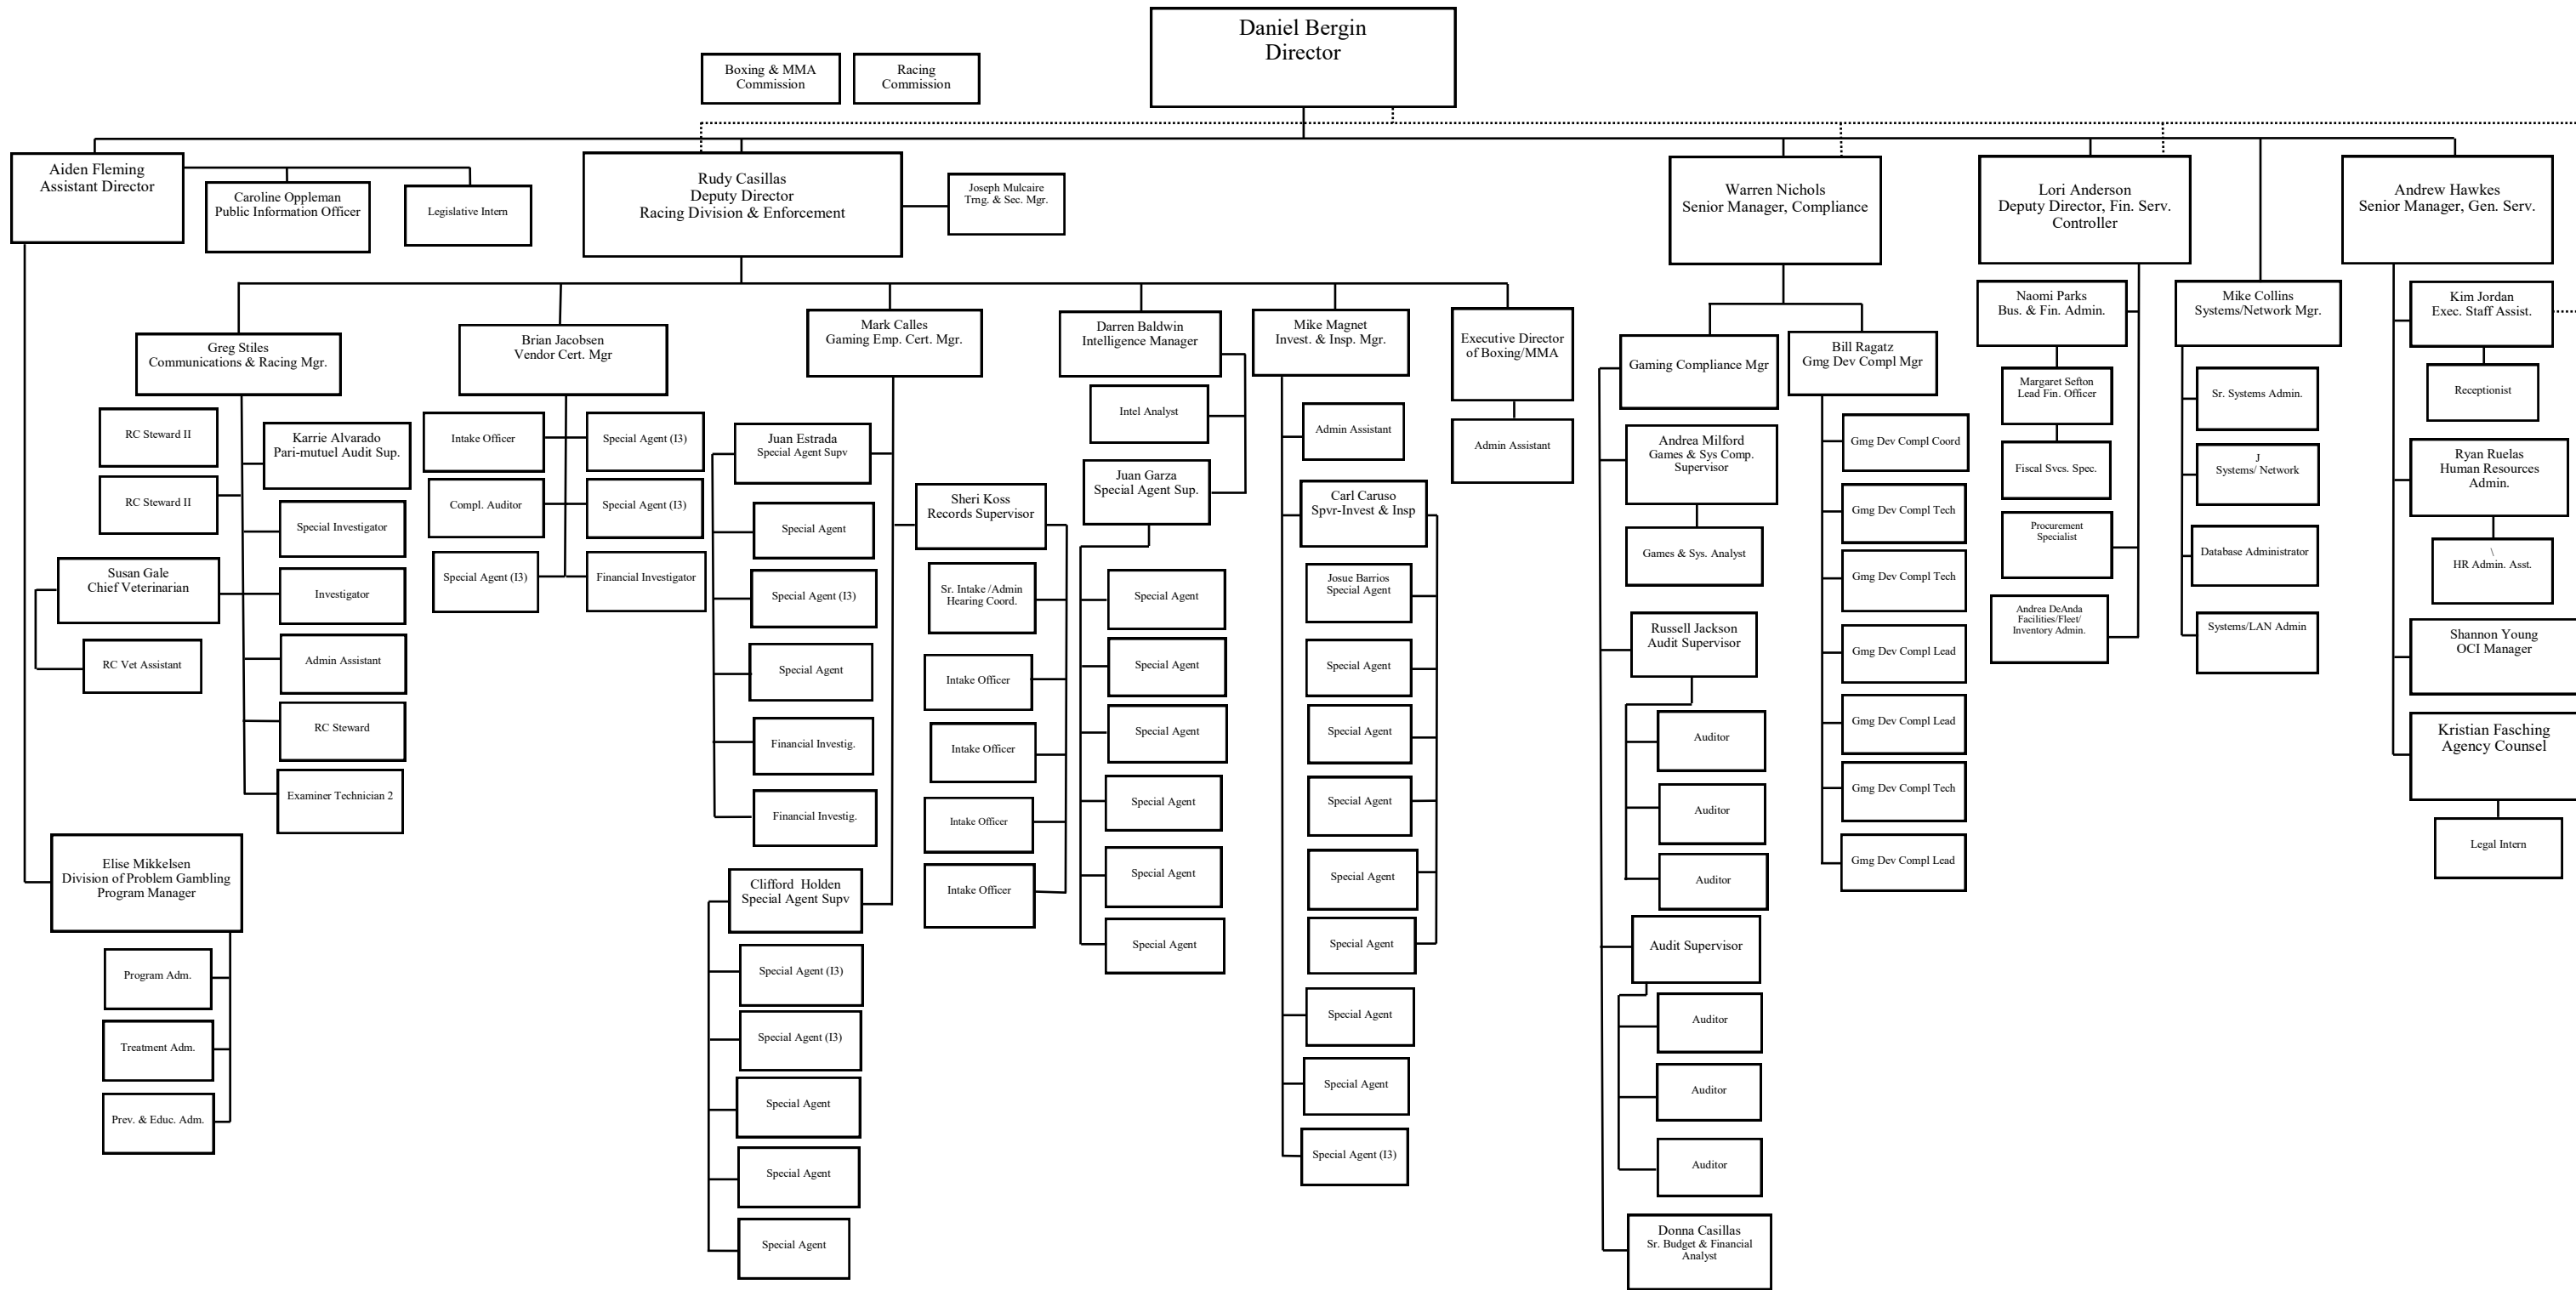 Daniel Bergin
Director
Boxing & MMA
Commission
Racing
Commission
Aiden Fleming
Assistant Director
Caroline Oppleman
Public Information Officer
Legislative Intern
Rudy Casillas
Deputy Director
Racing Division & Enforcement
Joseph Mulcaire
Trng. & Sec. Mgr.
Warren Nichols
Senior Manager, Compliance
Lori Anderson
Deputy Director, Fin. Serv.
Controller
Andrew Hawkes
Senior Manager, Gen. Serv.
Greg Stiles
Communications & Racing Mgr.
RC Steward II
RC Steward II
Karrie Alvarado
Pari-mutuel Audit Sup.
Special Investigator
Susan Gale
Chief Veterinarian
RC Vet Assistant
Investigator
Admin Assistant
RC Steward
Examiner Technician 2
Elise Mikkelsen
Division of Problem Gambling
Program Manager
Program Adm.
Treatment Adm.
Prev. & Educ. Adm.
Brian Jacobsen
Vendor Cert. Mgr
Intake Officer
Special Agent (I3)
Compl. Auditor
Special Agent (I3)
Special Agent (I3)
Financial Investigator
Mark Calles
Gaming Emp. Cert. Mgr.
Juan Estrada
Special Agent Supv
Special Agent
Special Agent (I3)
Special Agent
Financial Investig.
Financial Investig.
Clifford  Holden
Special Agent Supv
Special Agent (I3)
Special Agent (I3)
Special Agent
Special Agent
Special Agent
Sheri Koss
Records Supervisor
Sr. Intake /Admin
Hearing Coord.
Intake Officer
Intake Officer
Intake Officer
Intake Officer
Darren Baldwin
Intelligence Manager
Intel Analyst
Juan Garza
Special Agent Sup.
Special Agent
Special Agent
Special Agent
Special Agent
Special Agent
Special Agent
Mike Magnet
Invest. & Insp. Mgr.
Admin Assistant
Carl Caruso
Spvr-Invest & Insp
Josue Barrios
Special Agent
Special Agent
Special Agent
Special Agent
Special Agent
Special Agent
Special Agent
Special Agent
Special Agent (I3)
Executive Director
of Boxing/MMA
Admin Assistant
Gaming Compliance Mgr
Andrea Milford
Games & Sys Comp.
Supervisor
Games & Sys. Analyst
Russell Jackson
Audit Supervisor
Auditor
Auditor
Auditor
Audit Supervisor
Auditor
Auditor
Auditor
Donna Casillas
Sr. Budget & Financial
Analyst
Bill Ragatz
Gmg Dev Compl Mgr
Gmg Dev Compl Coord
Gmg Dev Compl Tech
Gmg Dev Compl Tech
Gmg Dev Compl Lead
Gmg Dev Compl Lead
Gmg Dev Compl Tech
Gmg Dev Compl Lead
Naomi Parks
Bus. & Fin. Admin.
Margaret Sefton
Lead Fin. Officer
Fiscal Svcs. Spec.
Procurement
Specialist
Andrea DeAnda
Facilities/Fleet/
Inventory Admin.
Mike Collins
Systems/Network Mgr.
Sr. Systems Admin.
J
Systems/ Network
Database Administrator
Systems/LAN Admin
Kim Jordan
Exec. Staff Assist.
Receptionist
Ryan Ruelas
Human Resources
Admin.
\
HR Admin. Asst.
Shannon Young
OCI Manager
Kristian Fasching
Agency Counsel
Legal Intern